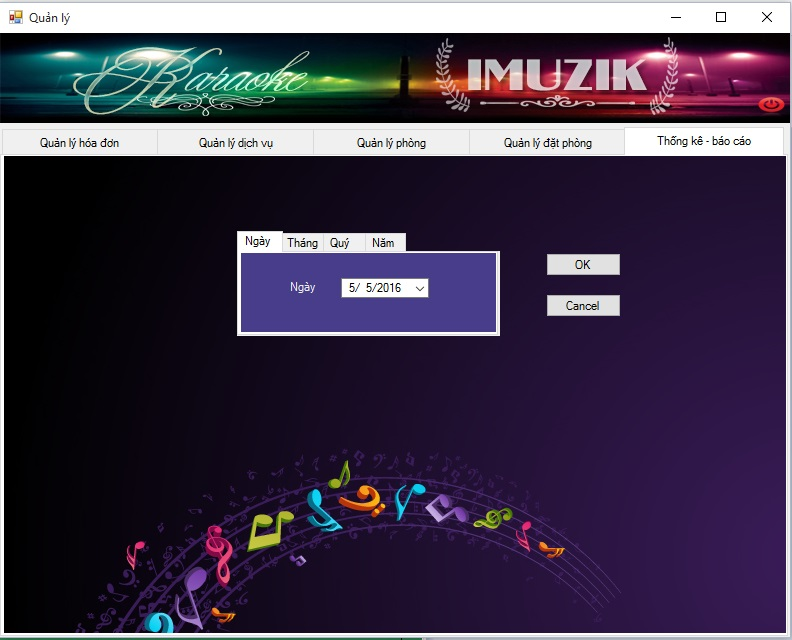 Quản lý
Karaoke
IMUZIK
Quản lý hóa đơn
Quản lý dịch vụ
Quản lý phòng
Quản lý đặt phòng
Thống kê - báo cáo
Ngày
Tháng
Quý
Năm
Ngày
5/ 5/2016
OK
Cancel